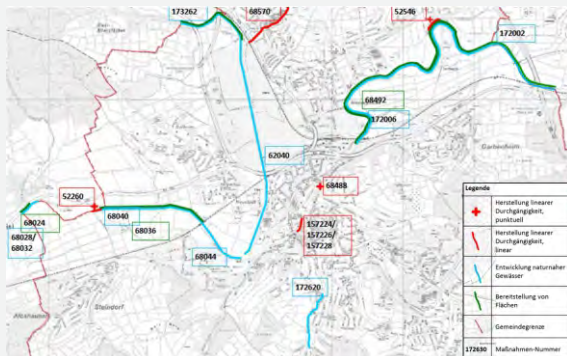 173262
68570
52546
172002
68492
172006
Garbenheim
62040
52260
68488
68024
68040
68036
68028/
68032
68044
157224/
157226/
157228
Steindorf
172620
Legende
Herstellung linearer
Durchgängigkeit,
punktuell
Herstellung linearer
Durchgängigkeit,
linear
Entwicklung naturnaher
Gewässer
Bereitstellung von
Flächen
Gemeindegrenze
172630 Maßnahmen-Nummer